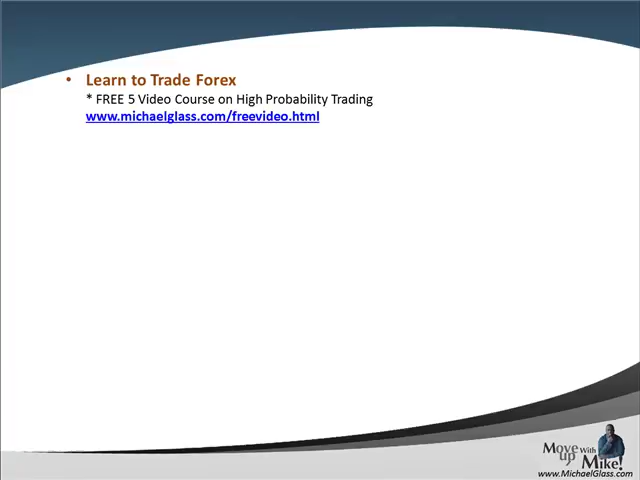 • Learn to Trade Forex
* FREE 5 Video Course on High Probability Trading
www.michaelglass.com/freevideo.html
Move up With Mike!
www.MichaelGlass.com